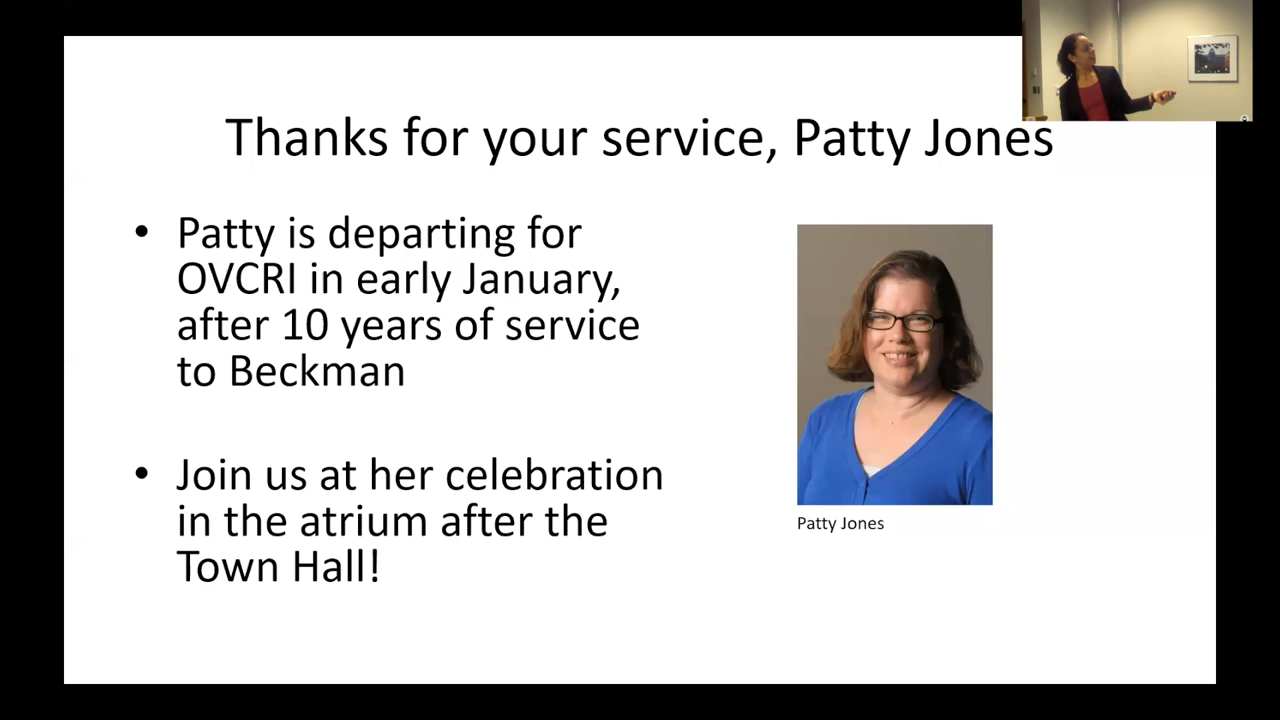 Thanks for your service, Patty Jones
• Patty is departing for
OVCRI in early January,
after 10 years of service
to Beckman
• Join us at her celebration
in the atrium after the
Town Hall!
Patty Jones